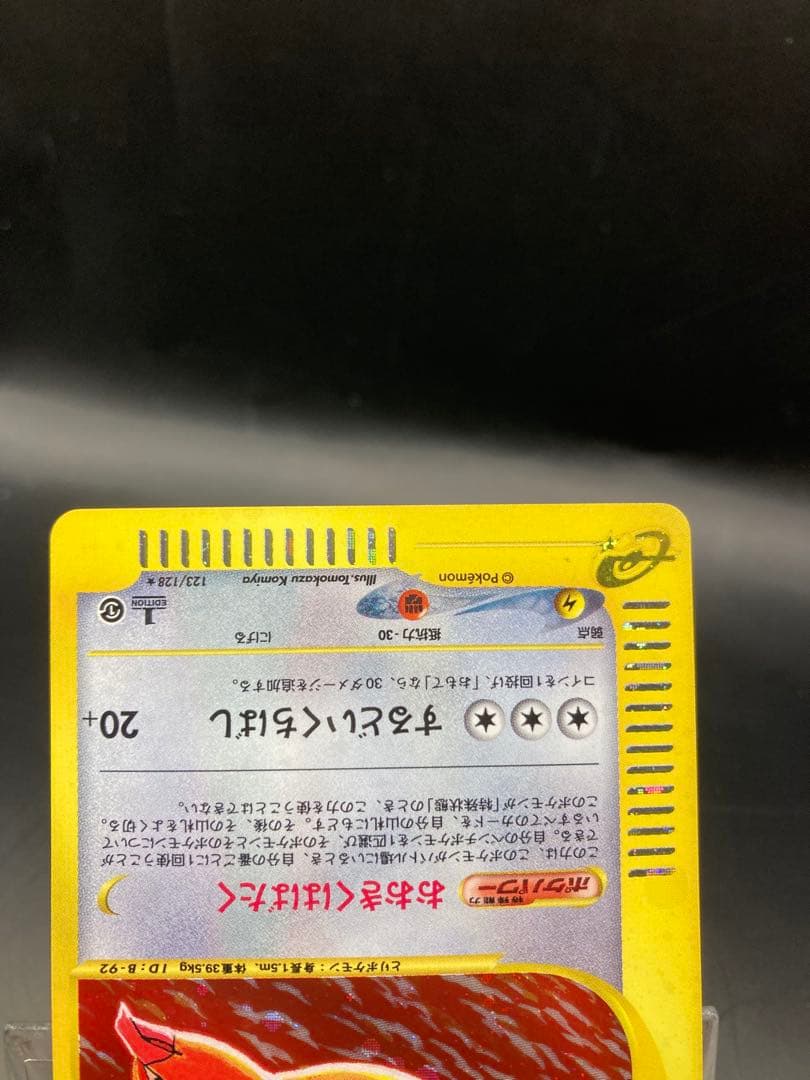 とりポケモン：身長1.5m、体重39.5kg ID：B-92
特殊能力
ポケパワー おおきくはばたく
この力は、このポケモンがバトル場にいるとき、自分の番ごとに1回使うことが
できる。自分のベンチポケモンを1匹選び、そのポケモンとそのポケモンについて
いるすべてのカードを、自分の山札にもどす。その後、その山札をよく切る。
このポケモンが「特殊状態」のとき、この力を使うことはできない。
するどいくちばし 20+
コインを1回投げ、「おもて」なら、30ダメージを追加する。
弱点 抵抗力 -30 にげる
1 EDITION
© Pokémon Illus.Tomokazu Komiya 123/128★
e